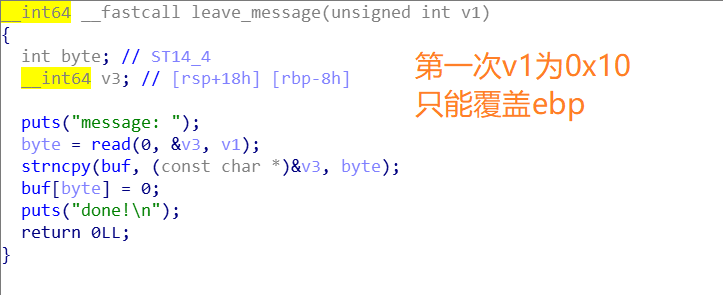 __int64 __fastcall leave_message(unsigned int v1)
{
  int byte; // ST14_4
  __int64 v3; // [rsp+18h] [rbp-8h]
第一次v1为0x10
只能覆盖ebp
  puts("message: ");
  byte = read(0, &v3, v1);
  strncpy(buf, (const char *)&v3, byte);
  buf[byte] = 0;
  puts("done!\n");
  return 0LL;
}